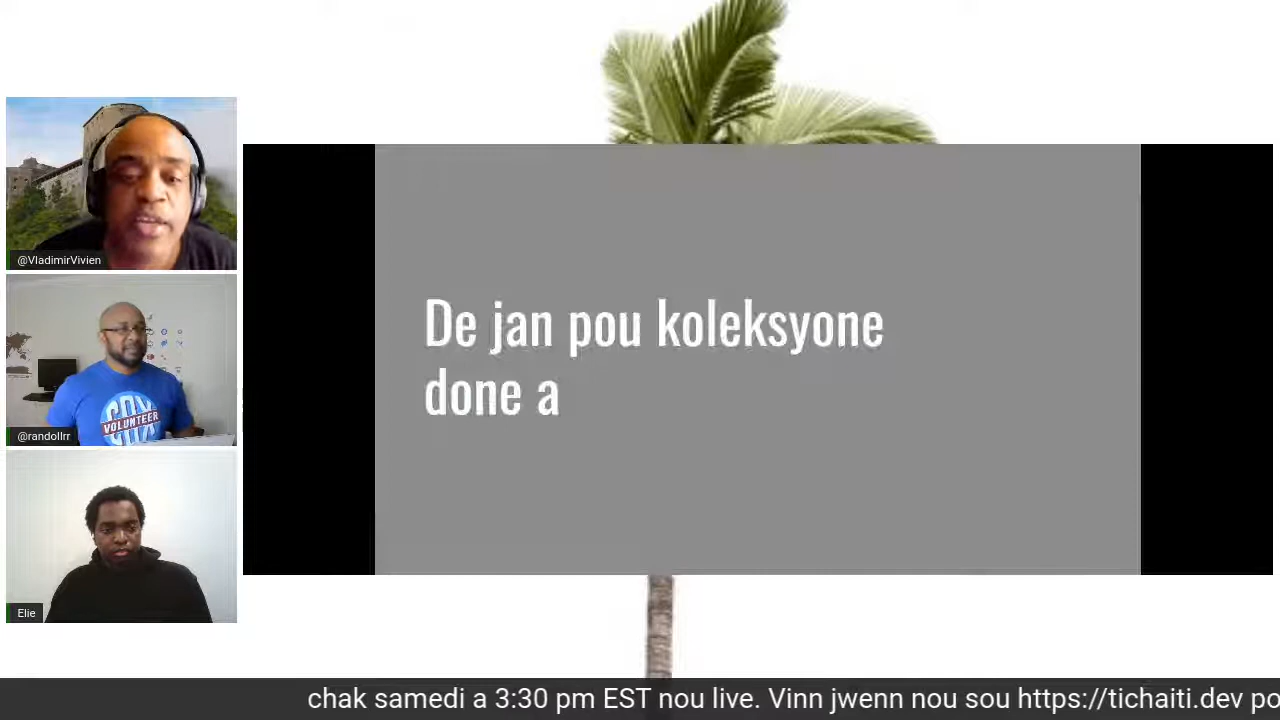 @VladimirVivien
VOLUNTEER
@randollrr
Elie
De jan pou koleksyone
done a
chak samedi a 3:30 pm EST nou live. Vinn jwenn nou sou https://tichaiti.dev po